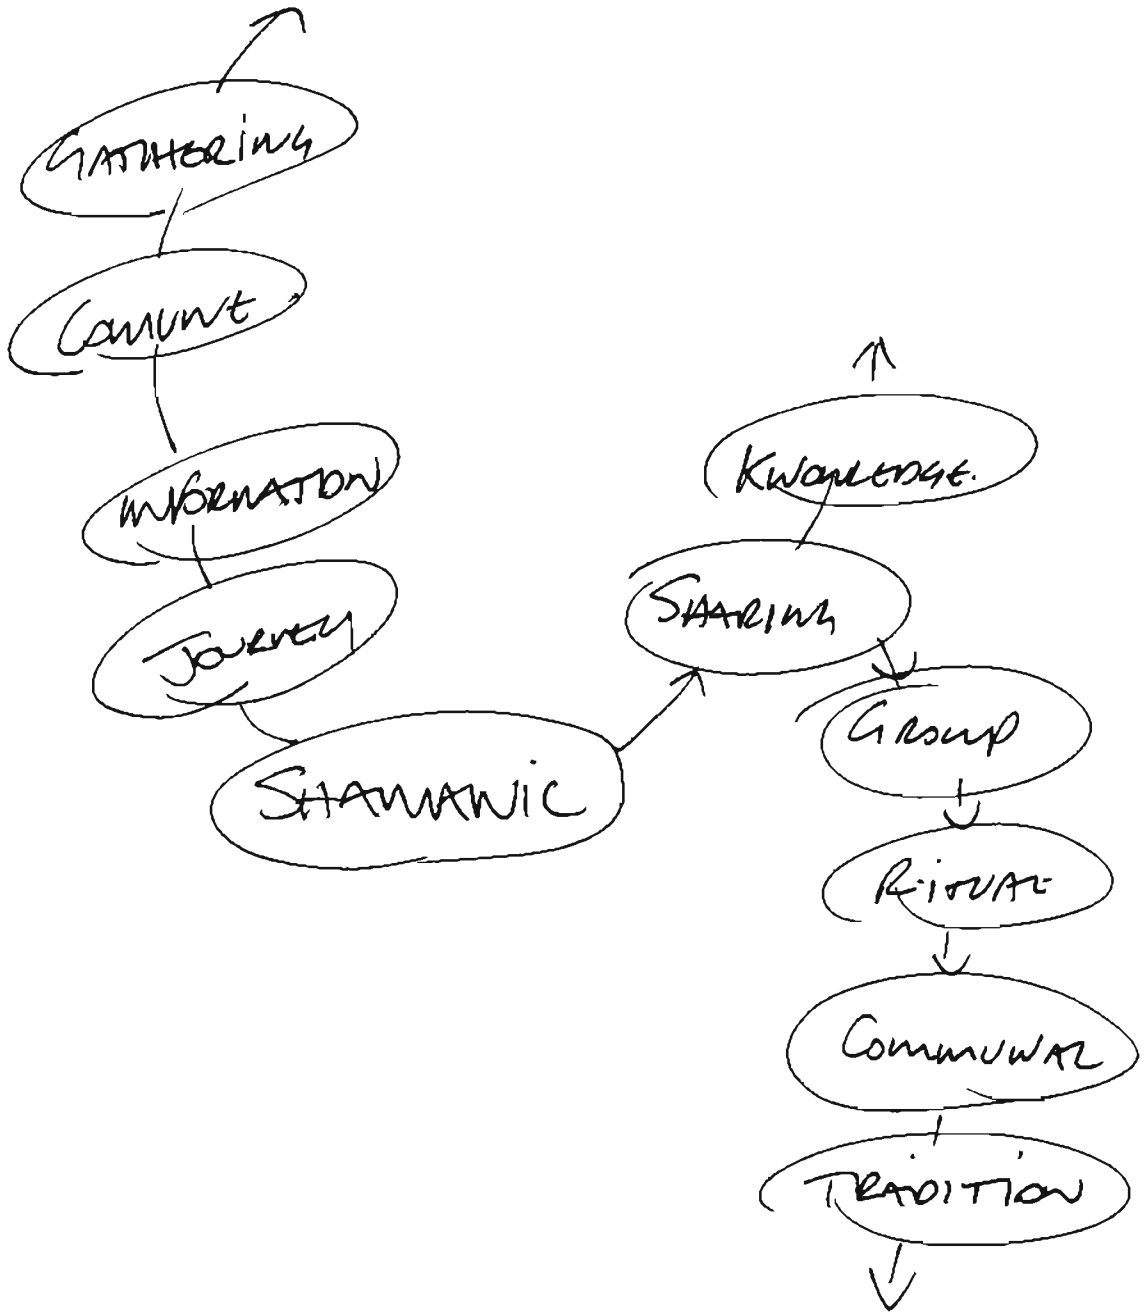 GATHERING
COMUNE
INFORMATION
JOURNEY
SHAMANIC
KNOWLEDGE.
SHARING
GROUP
RITUAL
COMMUNAL
TRADITION